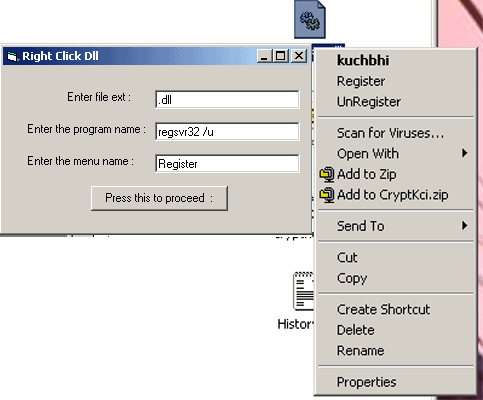 Right Click Dll
Enter file ext :
.dll
Enter the program name :
regsvr32 /u
Enter the menu name :
Register
Press this to proceed :
kuchbhi
Register
UnRegister
Scan for Viruses...
Open With
Add to Zip
Add to CryptKci.zip
Send To
Cut
Copy
Create Shortcut
Delete
Rename
Properties
Histor